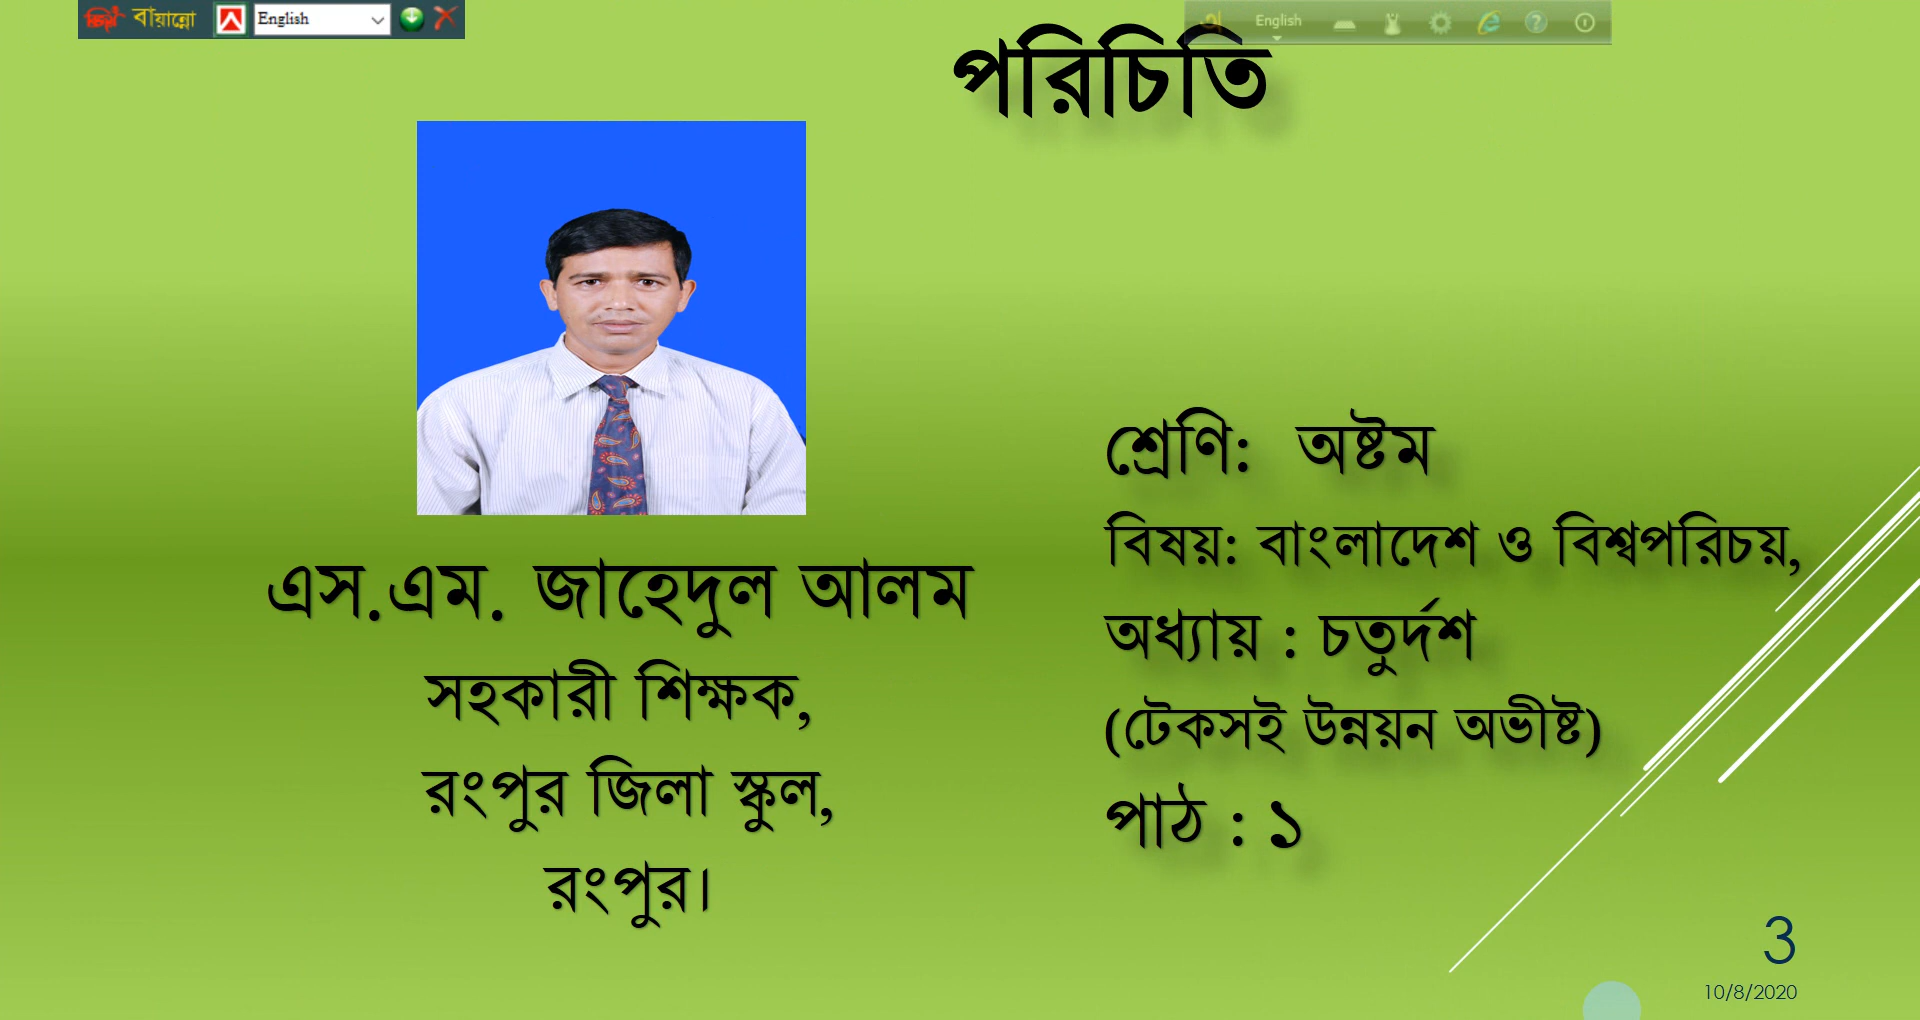 বায়ান্নো
English
English
পরিচিতি
এস.এম. জাহেদুল আলম
সহকারী শিক্ষক,
রংপুর জিলা স্কুল,
রংপুর।
শ্রেণি: অষ্টম
বিষয়: বাংলাদেশ ও বিশ্বপরিচয়,
অধ্যায় : চতুর্দশ
(টেকসই উন্নয়ন অভীষ্ট)
পাঠ : ১
3
10/8/2020